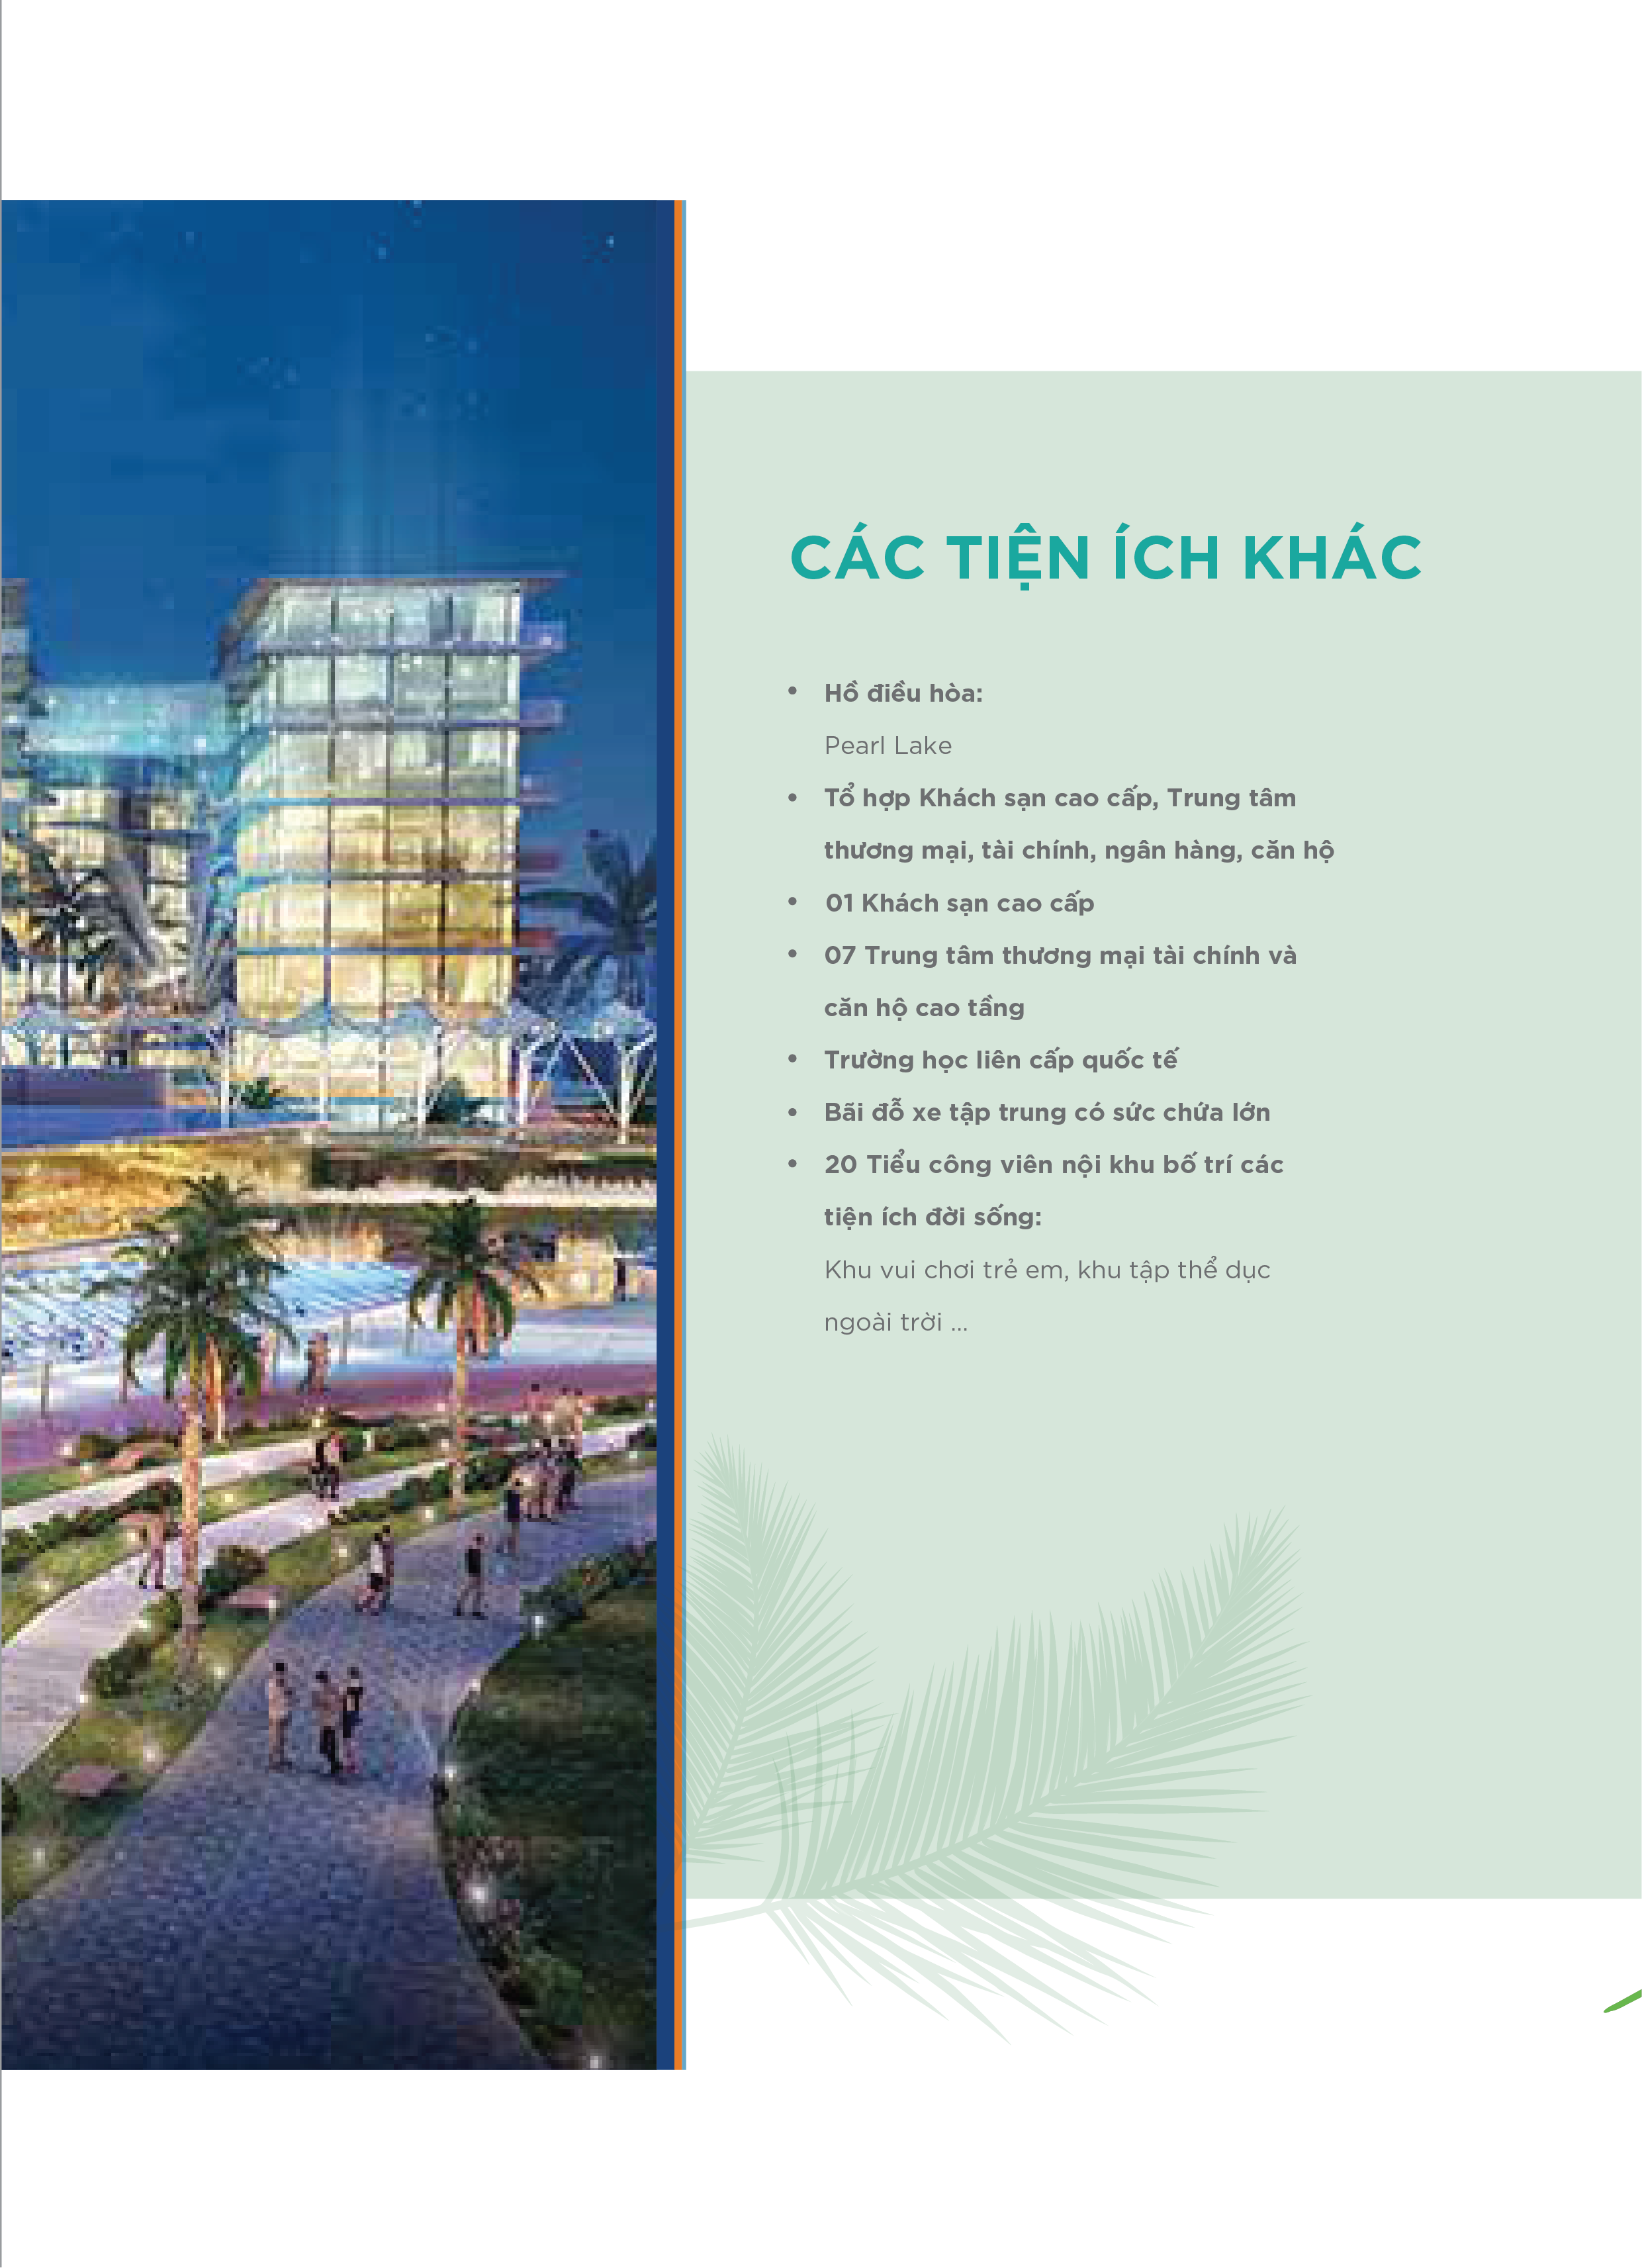 CÁC TIỆN ÍCH KHÁC
• Hồ điều hòa:
Pearl Lake
• Tổ hợp Khách sạn cao cấp, Trung tâm
thương mại, tài chính, ngân hàng, căn hộ
• 01 Khách sạn cao cấp
• 07 Trung tâm thương mại tài chính và
căn hộ cao tầng
• Trường học liên cấp quốc tế
• Bãi đỗ xe tập trung có sức chứa lớn
• 20 Tiểu công viên nội khu bố trí các
tiện ích đời sống:
Khu vui chơi trẻ em, khu tập thể dục
ngoài trời ...